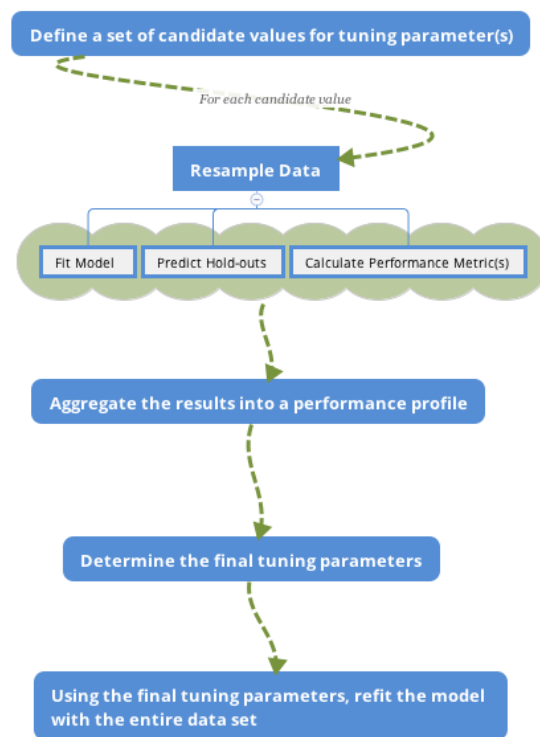 Define a set of candidate values for tuning parameter(s)
For each candidate value
Resample Data
Fit Model
Predict Hold-outs
Calculate Performance Metric(s)
Aggregate the results into a performance profile
Determine the final tuning parameters
Using the final tuning parameters, refit the model
with the entire data set